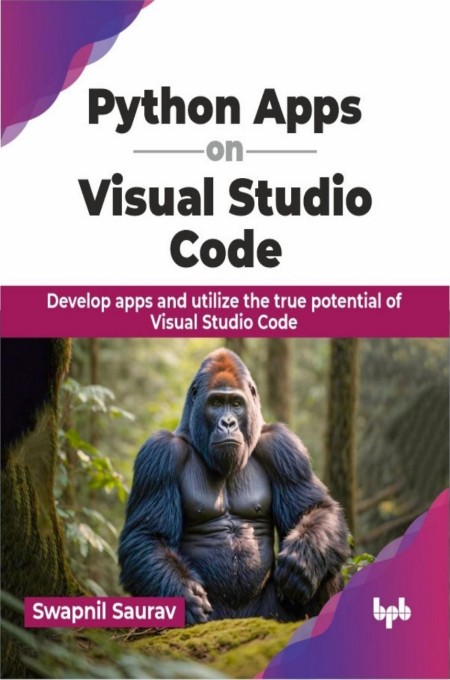 Python Apps
on
Visual Studio
Code
Develop apps and utilize the true potential of
Visual Studio Code
Swapnil Saurav
bpb